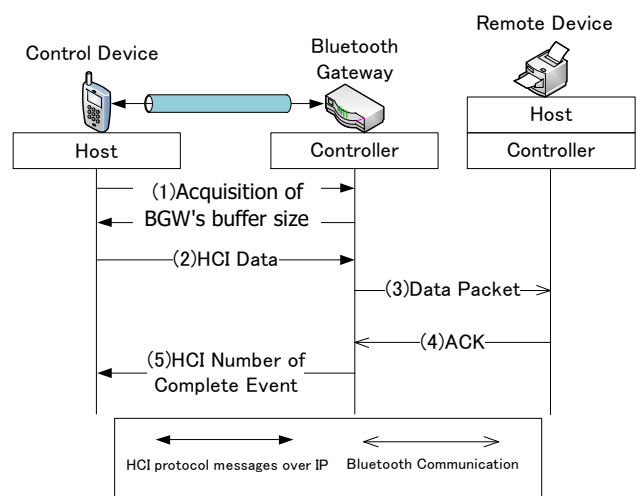 Remote Device
Bluetooth
Gateway
Control Device
Host
Host
Controller
Controller
(1)Acquisition of
BGW's buffer size
(2)HCI Data
(3)Data Packet
(4)ACK
(5)HCI Number of
Complete Event
HCI protocol messages over IP
Bluetooth Communication